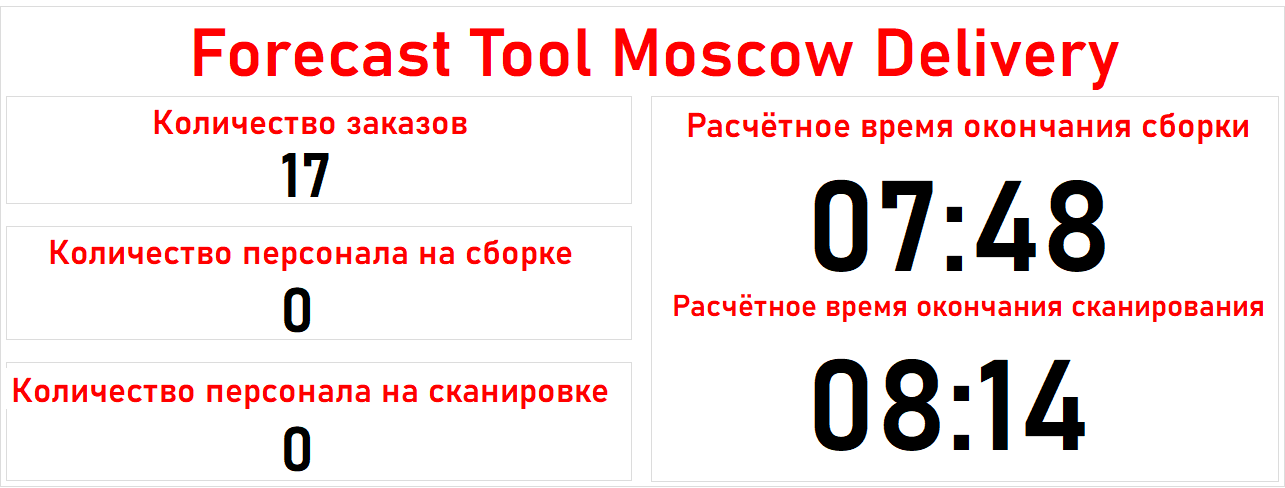 Forecast Tool Moscow Delivery
Количество заказов
17
Количество персонала на сборке
0
Количество персонала на сканировке
0
Расчётное время окончания сборки
07:48
Расчётное время окончания сканирования
08:14